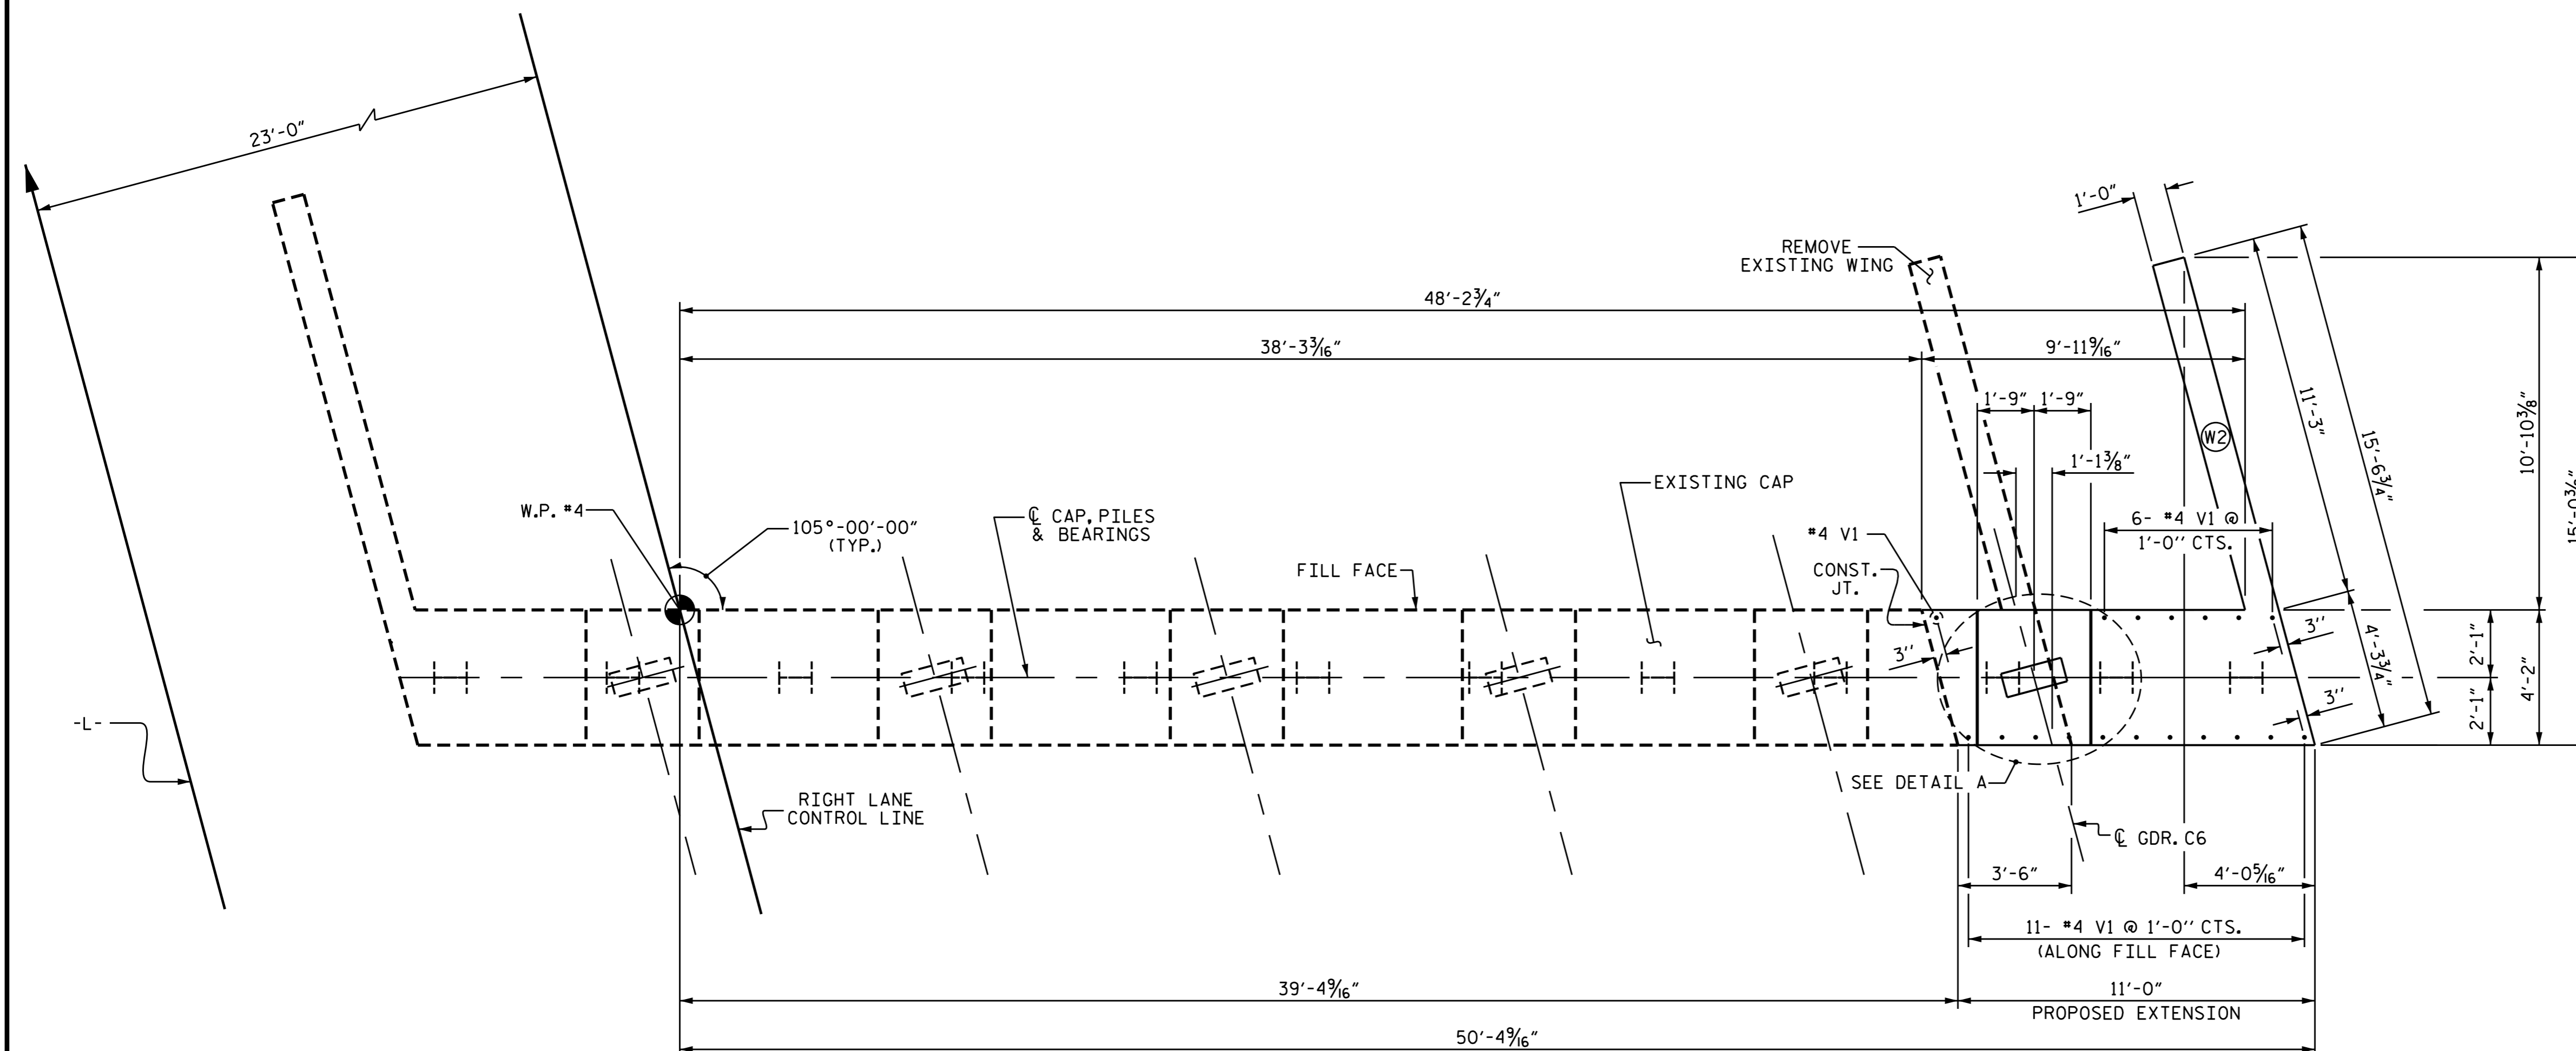 23'-0"
1'-0"
REMOVE
EXISTING WING
48'-2¾"
38'-3³⁄₁₆"
9'-11⁹⁄₁₆"
1'-9"
1'-9"
11'-3"
15'-6¾"
10'-10⅜"
15'-0⅜"
W2
1'-1⅜"
EXISTING CAP
W.P. #4
105°-00'-00"
(TYP.)
℄ CAP, PILES
& BEARINGS
6- #4 V1 @
1'-0" CTS.
#4 V1
CONST.
JT.
FILL FACE
3"
3"
3"
4'-3¾"
2'-1"
2'-1"
4'-2"
-L-
SEE DETAIL A
RIGHT LANE
CONTROL LINE
℄ GDR. C6
3'-6"
4'-0⁵⁄₁₆"
11- #4 V1 @ 1'-0" CTS.
(ALONG FILL FACE)
39'-4⁹⁄₁₆"
11'-0"
PROPOSED EXTENSION
50'-4⁹⁄₁₆"